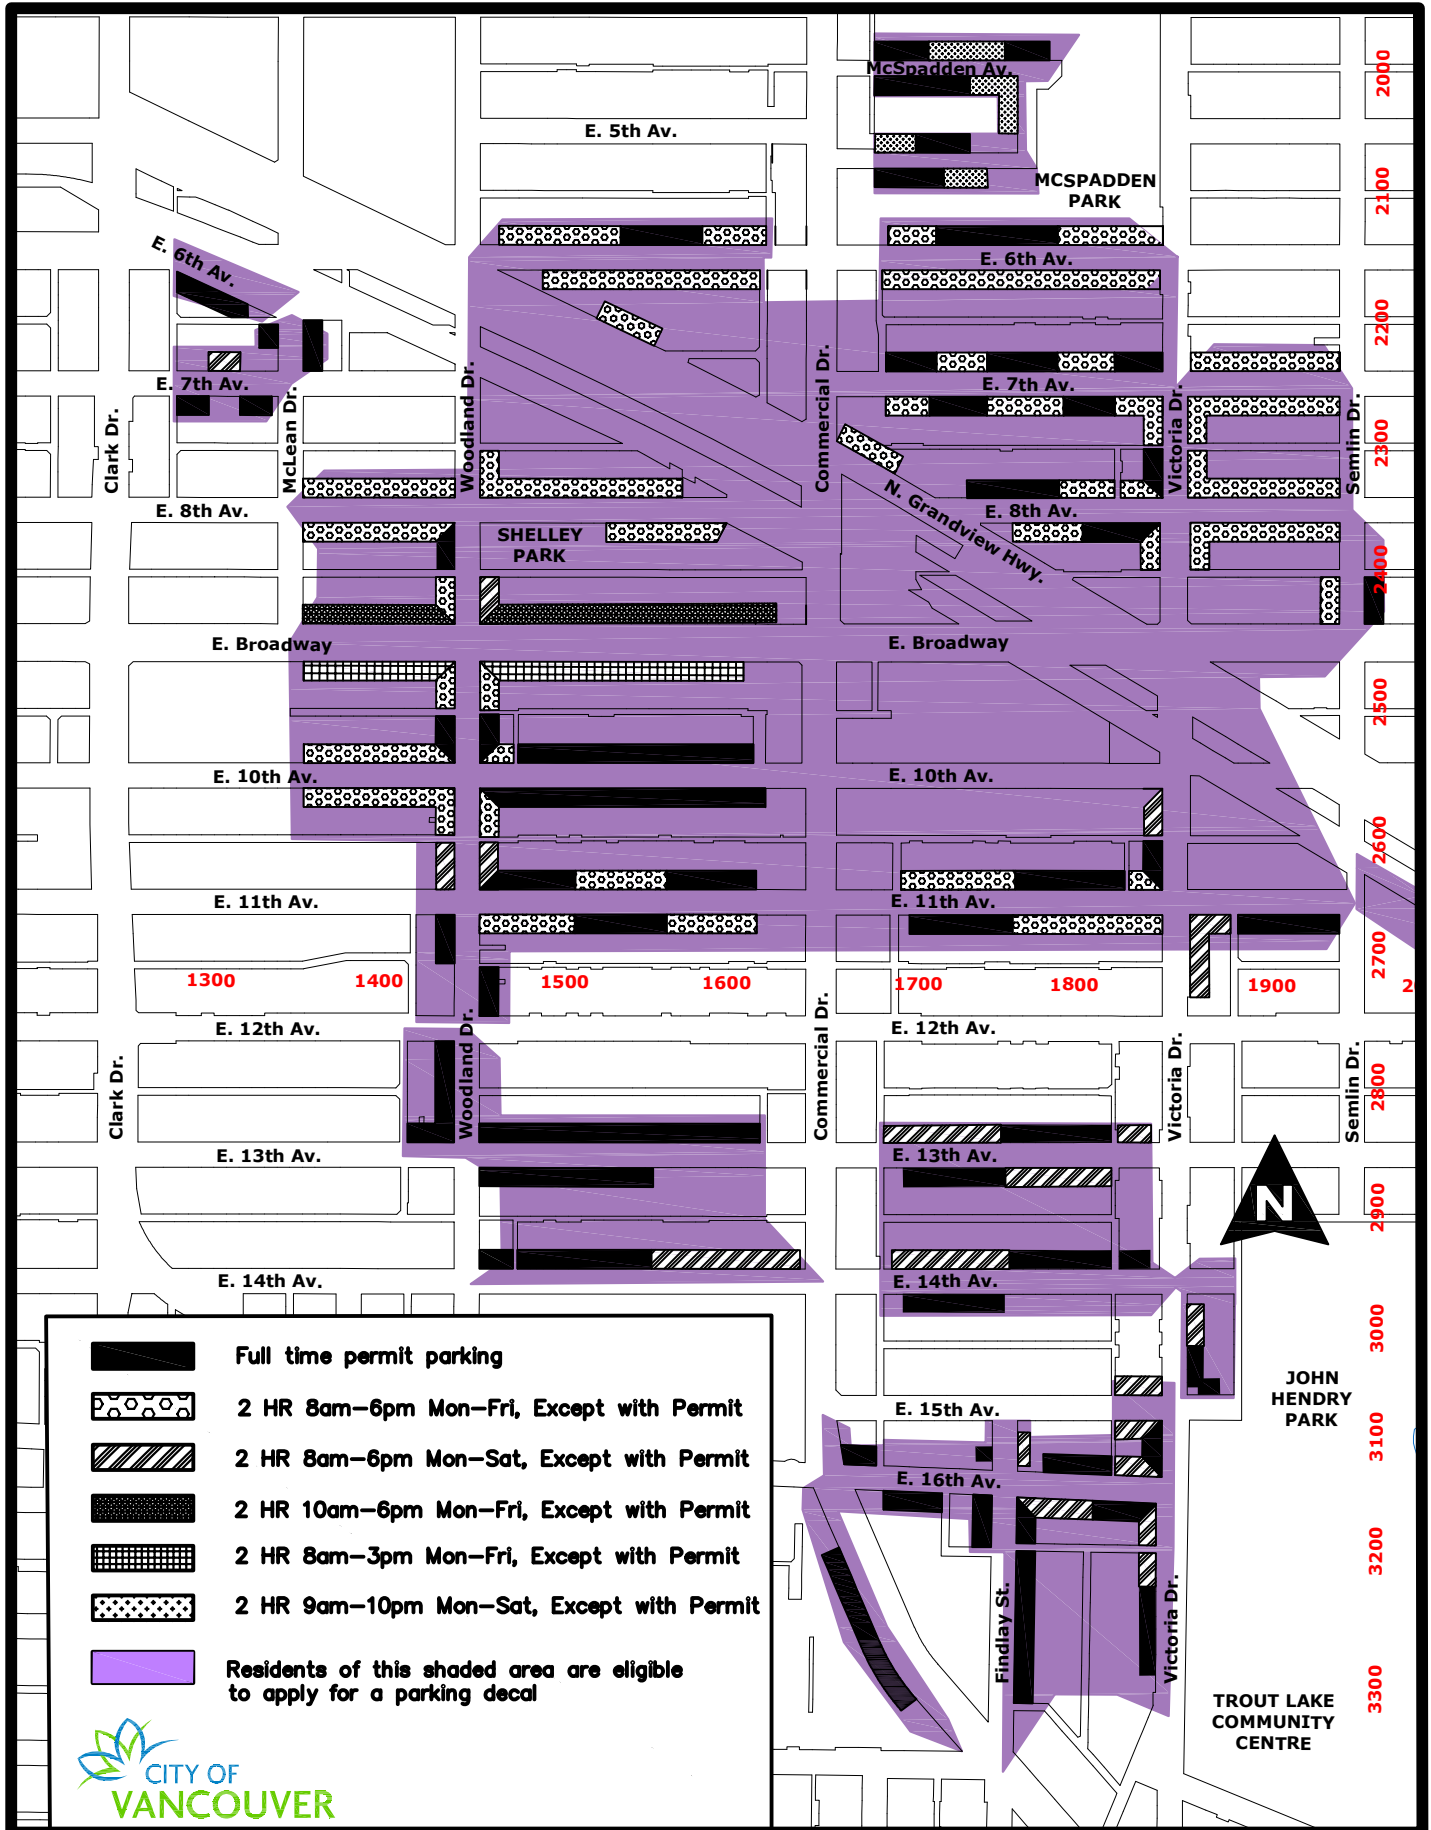 2000
McSpadden Av.
E. 5th Av.
MCSPADDEN
PARK
2100
E. 6th Av.
E. 6th Av.
2200
E. 7th Av.
E. 7th Av.
Clark Dr.
McLean Dr.
Woodland Dr.
Commercial Dr.
Victoria Dr.
Semlin Dr.
2300
E. 8th Av.
N. Grandview Hwy.
E. 8th Av.
SHELLEY
PARK
2400
E. Broadway
E. Broadway
2500
E. 10th Av.
E. 10th Av.
2600
E. 11th Av.
E. 11th Av.
2700
1300
1400
1500
1600
1700
1800
1900
E. 12th Av.
E. 12th Av.
Clark Dr.
Woodland Dr.
Commercial Dr.
Victoria Dr.
Semlin Dr.
2800
E. 13th Av.
E. 13th Av.
N
2900
E. 14th Av.
E. 14th Av.
3000
JOHN
HENDRY
PARK
E. 15th Av.
3100
E. 16th Av.
3200
Findlay St.
Victoria Dr.
3300
TROUT LAKE
COMMUNITY
CENTRE
Full time permit parking
2 HR 8am-6pm Mon-Fri, Except with Permit
2 HR 8am-6pm Mon-Sat, Except with Permit
2 HR 10am-6pm Mon-Fri, Except with Permit
2 HR 8am-3pm Mon-Fri, Except with Permit
2 HR 9am-10pm Mon-Sat, Except with Permit
Residents of this shaded area are eligible
to apply for a parking decal
CITY OF
VANCOUVER